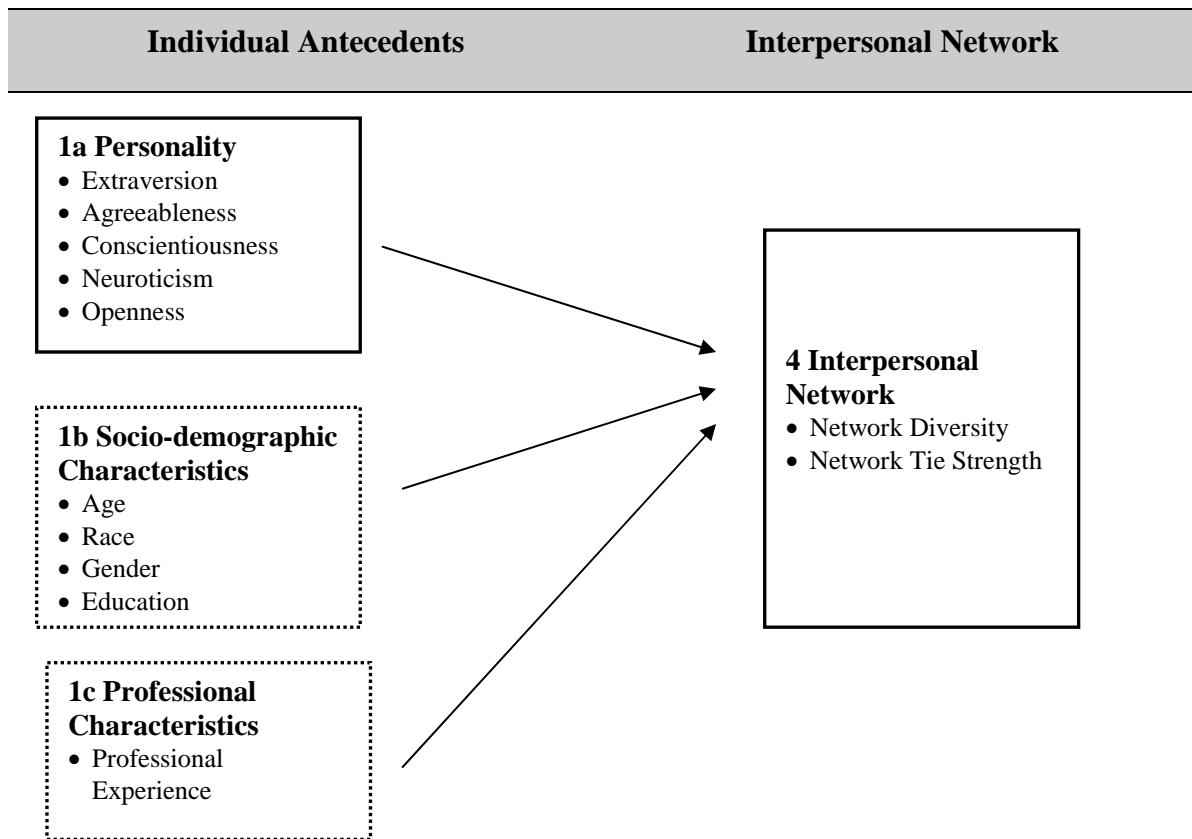 Individual Antecedents
Interpersonal Network
1a Personality
• Extraversion
• Agreeableness
• Conscientiousness
• Neuroticism
• Openness
1b Socio-demographic
Characteristics
• Age
• Race
• Gender
• Education
1c Professional
Characteristics
• Professional
Experience
4 Interpersonal
Network
• Network Diversity
• Network Tie Strength